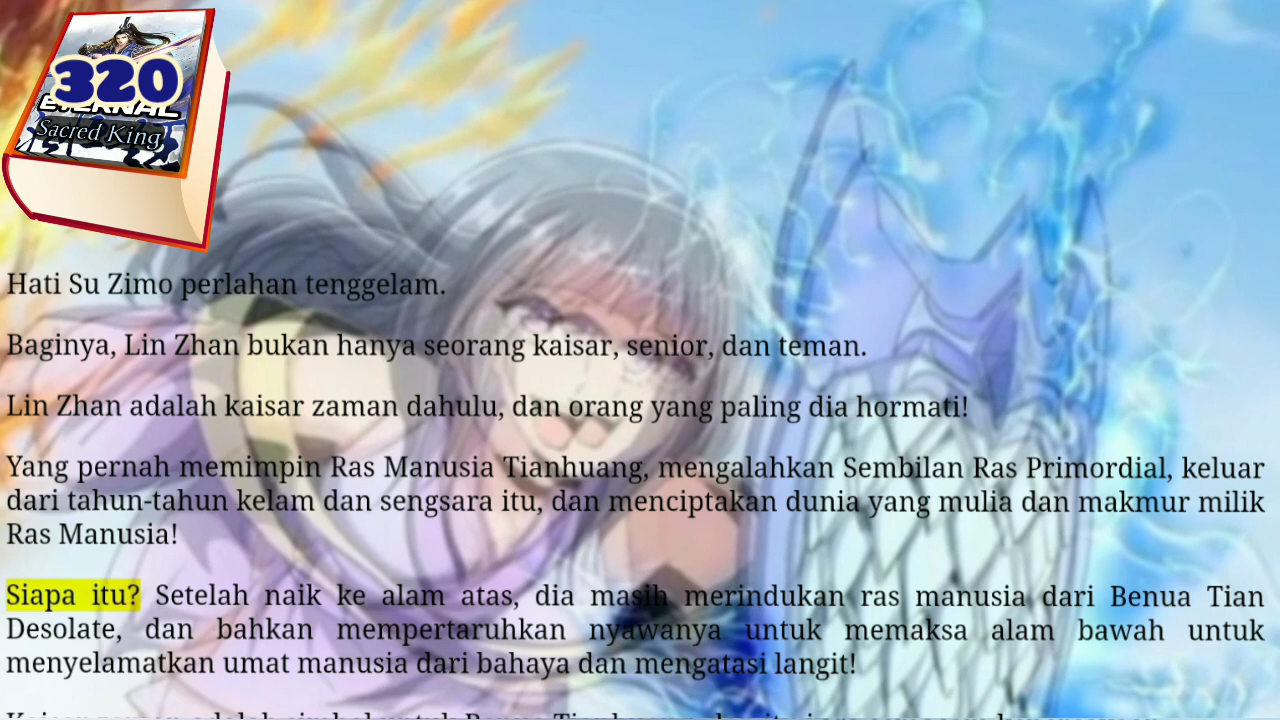 320
ETERNAL
Sacred King
Hati Su Zimo perlahan tenggelam.
Baginya, Lin Zhan bukan hanya seorang kaisar, senior, dan teman.
Lin Zhan adalah kaisar zaman dahulu, dan orang yang paling dia hormati!
Yang pernah memimpin Ras Manusia Tianhuang, mengalahkan Sembilan Ras Primordial, keluar
dari tahun-tahun kelam dan sengsara itu, dan menciptakan dunia yang mulia dan makmur milik
Ras Manusia!
Siapa itu? Setelah naik ke alam atas, dia masih merindukan ras manusia dari Benua Tian
Desolate, dan bahkan mempertaruhkan nyawanya untuk memaksa alam bawah untuk
menyelamatkan umat manusia dari bahaya dan mengatasi langit!